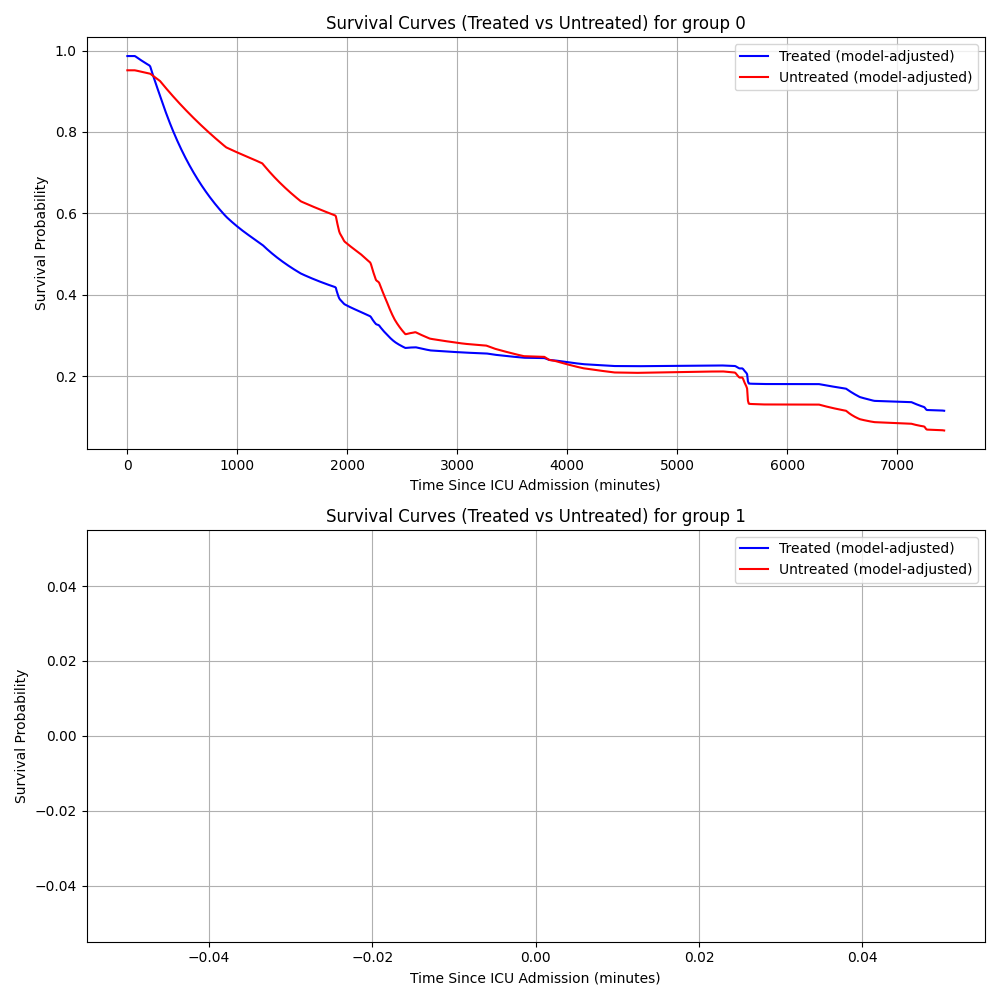 Survival Curves (Treated vs Untreated) for group 0
Treated (model-adjusted)
Untreated (model-adjusted)
Survival Probability
1.0
0.8
0.6
0.4
0.2
0 1000 2000 3000 4000 5000 6000 7000
Time Since ICU Admission (minutes)
Survival Curves (Treated vs Untreated) for group 1
Treated (model-adjusted)
Untreated (model-adjusted)
Survival Probability
0.04
0.02
0.00
−0.02
−0.04
−0.04 −0.02 0.00 0.02 0.04
Time Since ICU Admission (minutes)